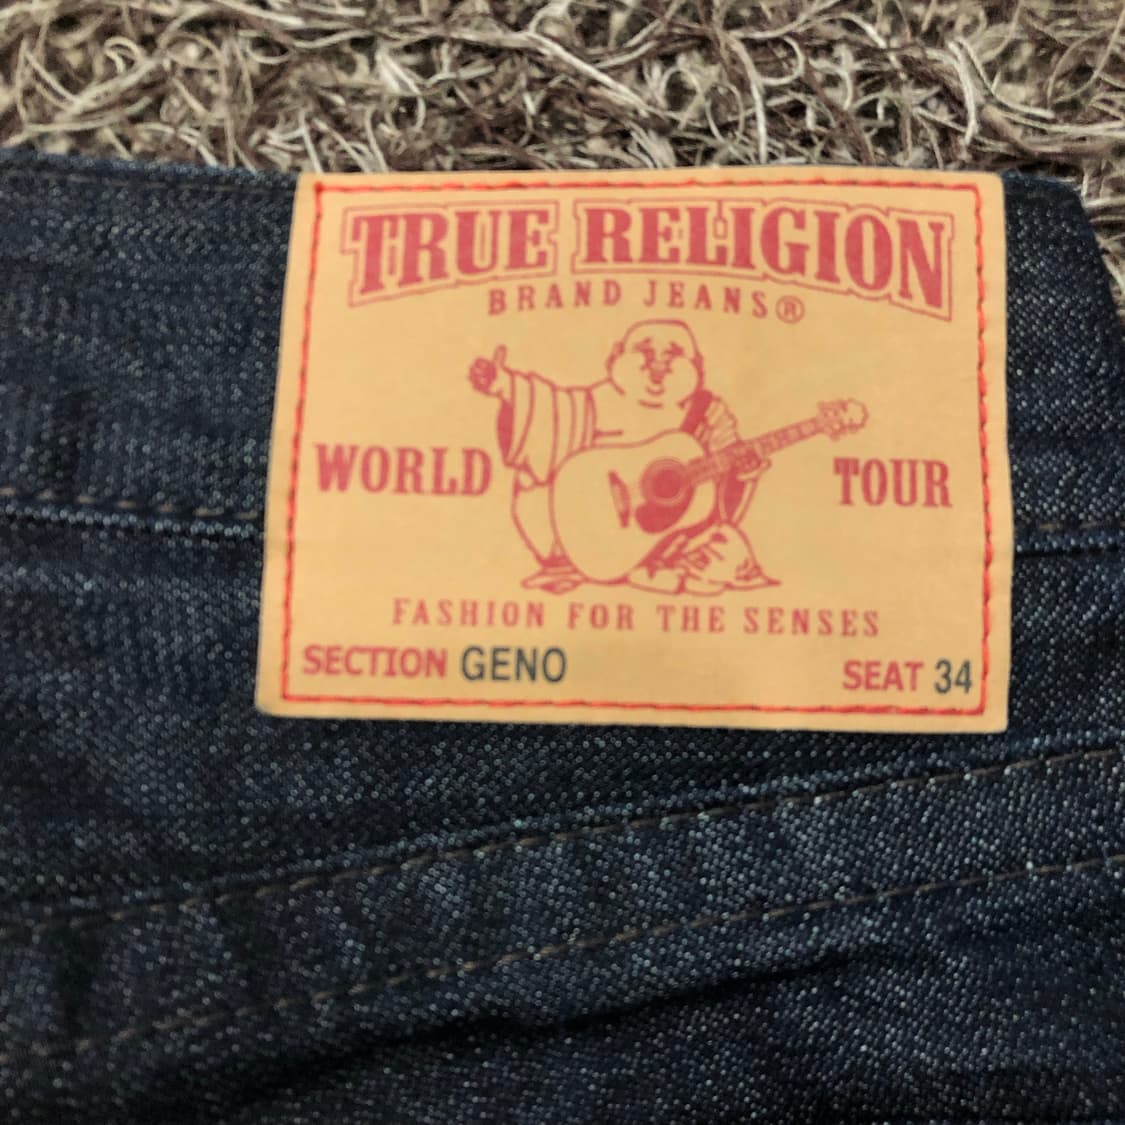 TRUE RELIGION
BRAND JEANS®
WORLD TOUR
FASHION FOR THE SENSES
SECTION GENO SEAT 34